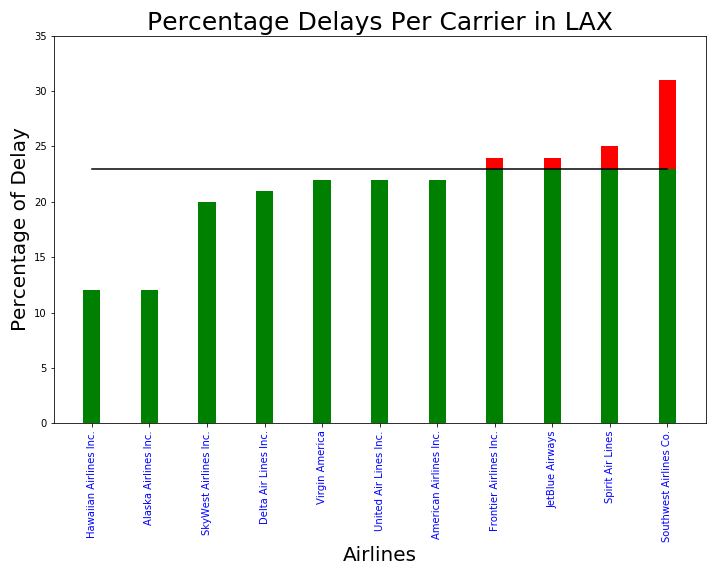 Percentage Delays Per Carrier in LAX
Percentage of Delay
35
30
25
20
15
10
5
0
Hawaiian Airlines Inc.
Alaska Airlines Inc.
SkyWest Airlines Inc.
Delta Air Lines Inc.
Virgin America
United Air Lines Inc.
American Airlines Inc.
Frontier Airlines Inc.
JetBlue Airways
Spirit Air Lines
Southwest Airlines Co.
Airlines